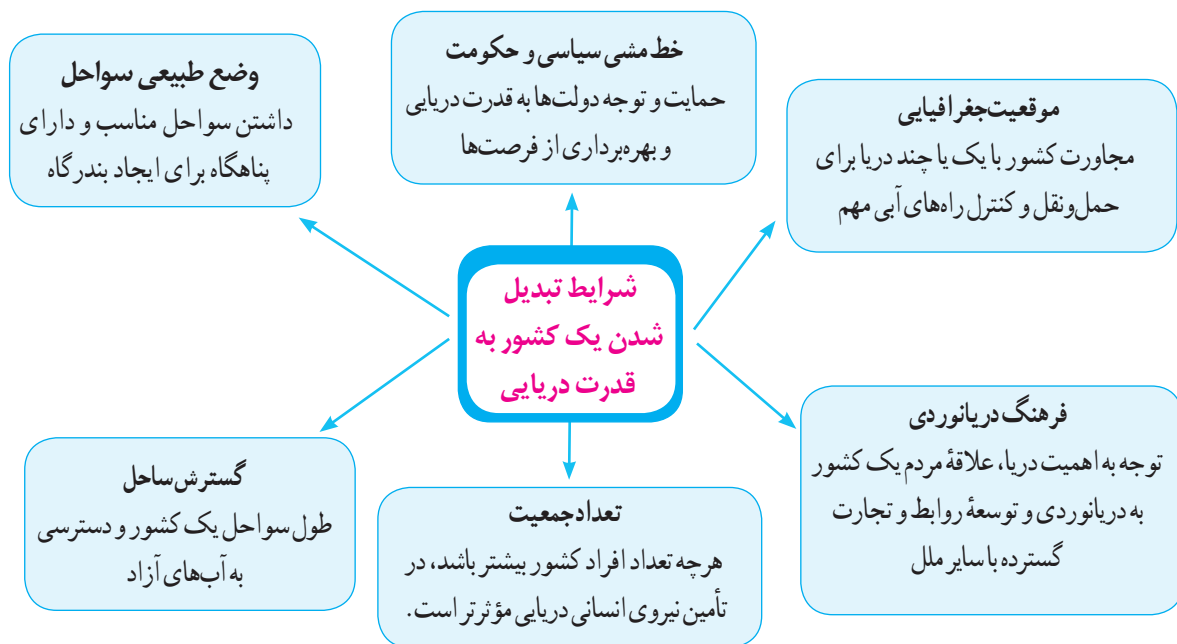 خط مشی سیاسی و حکومت
حمایت و توجه دولت‌ها به قدرت دریایی
و بهره‌برداری از فرصت‌ها
موقعیت‌جغرافیایی
مجاورت کشور با یک یا چند دریا برای
حمل‌ونقل و کنترل راه‌های آبی مهم
وضع طبیعی سواحل
داشتن سواحل مناسب و دارای
پناهگاه برای ایجاد بندرگاه
شرایط تبدیل
شدن یک کشور به
قدرت دریایی
فرهنگ دریانوردی
توجه به اهمیت دریا، علاقهٔ مردم یک کشور
به دریانوردی و توسعهٔ روابط و تجارت
گسترده با سایر ملل
تعداد جمعیت
هرچه تعداد افراد کشور بیشتر باشد، در
تأمین نیروی انسانی دریایی مؤثرتر است.
گسترش ساحل
طول سواحل یک کشور و دسترسی
به آب‌های آزاد